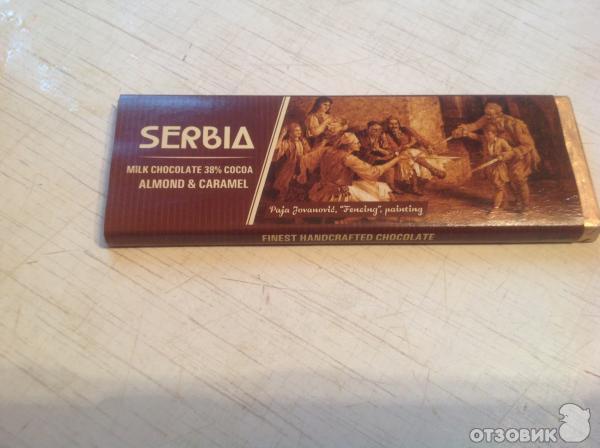 SERBIA
MILK CHOCOLATE 38% COCOA
ALMOND & CARAMEL
Paja Jovanović, "Fencing", painting
FINEST HANDCRAFTED CHOCOLATE
ОТЗОВИК